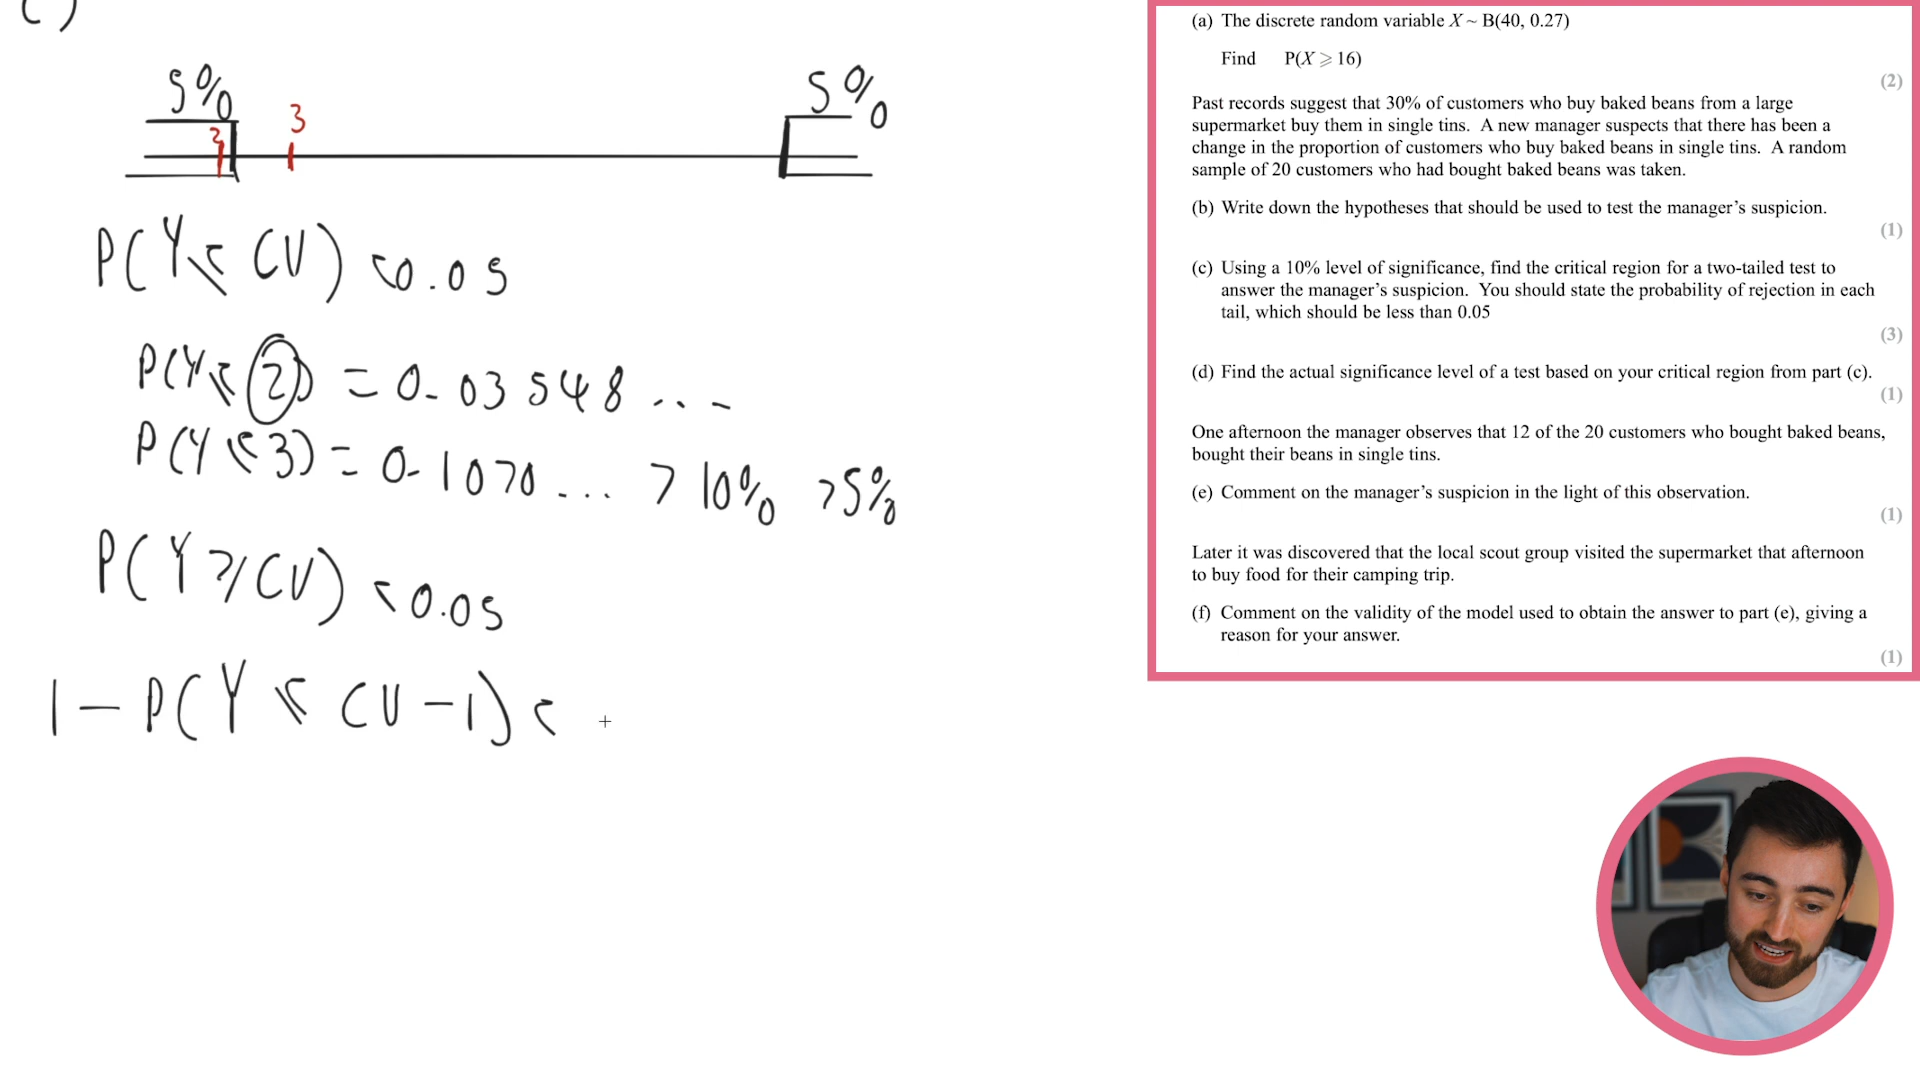 c)
5% 5%
2 3
P(Y ⩽ CV) < 0.05
P(Y ⩽ 2) = 0.03548...
P(Y ⩽ 3) = 0.1070... > 10% > 5%
P(Y ⩾ CV) < 0.05
1 - P(Y ⩽ CV - 1) <
(a) The discrete random variable X ~ B(40, 0.27)
Find P(X ⩾ 16)
(2)
Past records suggest that 30% of customers who buy baked beans from a large
supermarket buy them in single tins. A new manager suspects that there has been a
change in the proportion of customers who buy baked beans in single tins. A random
sample of 20 customers who had bought baked beans was taken.
(b) Write down the hypotheses that should be used to test the manager's suspicion.
(1)
(c) Using a 10% level of significance, find the critical region for a two-tailed test to
answer the manager's suspicion. You should state the probability of rejection in each
tail, which should be less than 0.05
(3)
(d) Find the actual significance level of a test based on your critical region from part (c).
(1)
One afternoon the manager observes that 12 of the 20 customers who bought baked beans,
bought their beans in single tins.
(e) Comment on the manager's suspicion in the light of this observation.
(1)
Later it was discovered that the local scout group visited the supermarket that afternoon
to buy food for their camping trip.
(f) Comment on the validity of the model used to obtain the answer to part (e), giving a
reason for your answer.
(1)